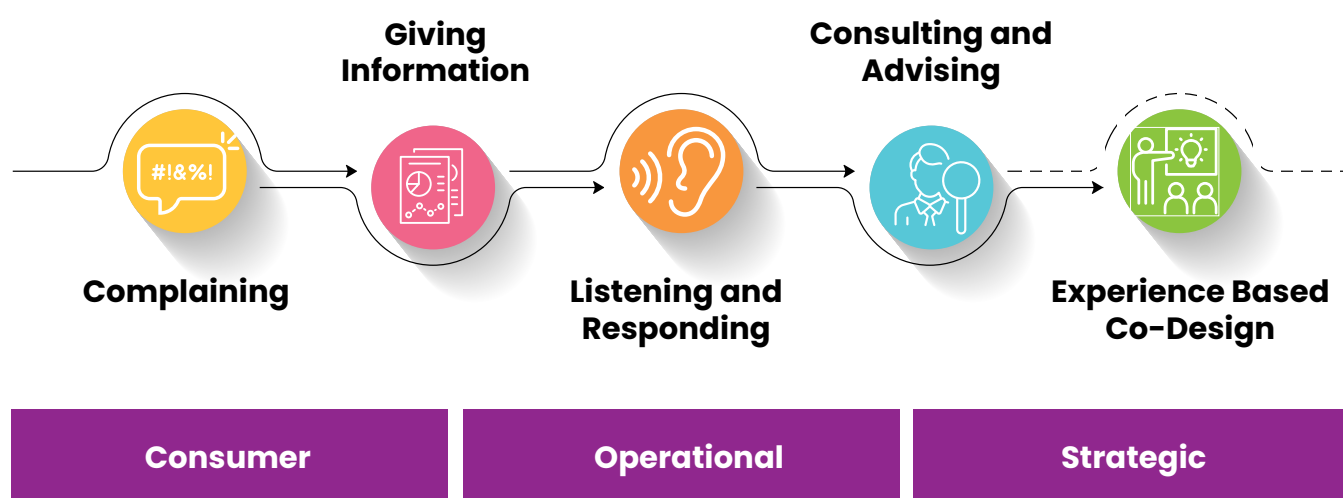 Giving
Information
Consulting and
Advising
#!&%!
Complaining
Listening and
Responding
Experience Based
Co-Design
Consumer
Operational
Strategic